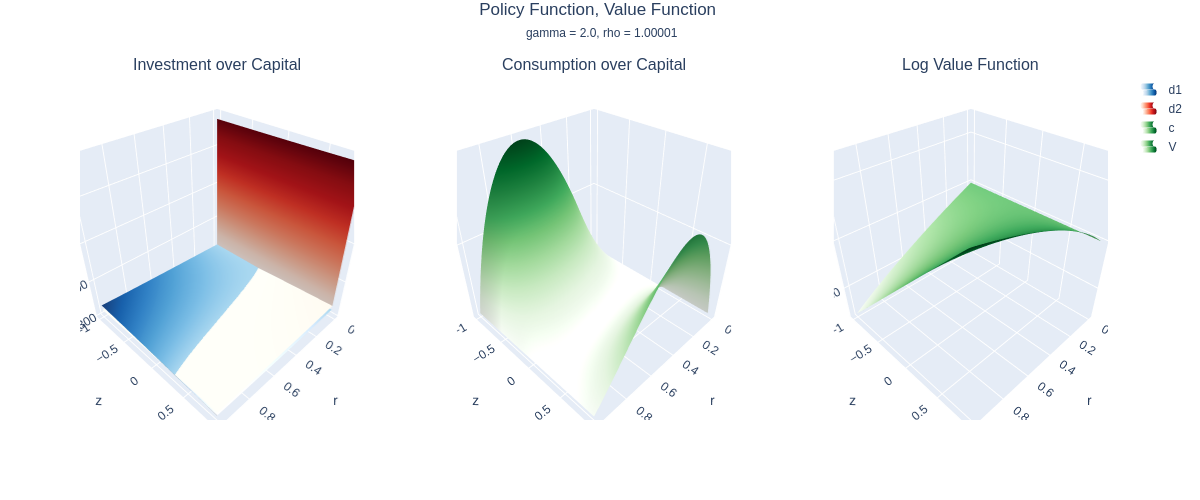 Policy Function, Value Function
gamma = 2.0, rho = 1.00001
Investment over Capital
Consumption over Capital
Log Value Function
d1
d2
c
V
−0.5
0
0.5
z
0
0.2
0.4
0.6
0.8
r
-1
−0.5
0
0.5
z
0
0.2
0.4
0.6
0.8
r
0
-1
−0.5
0
0.5
z
0
0.2
0.4
0.6
0.8
r